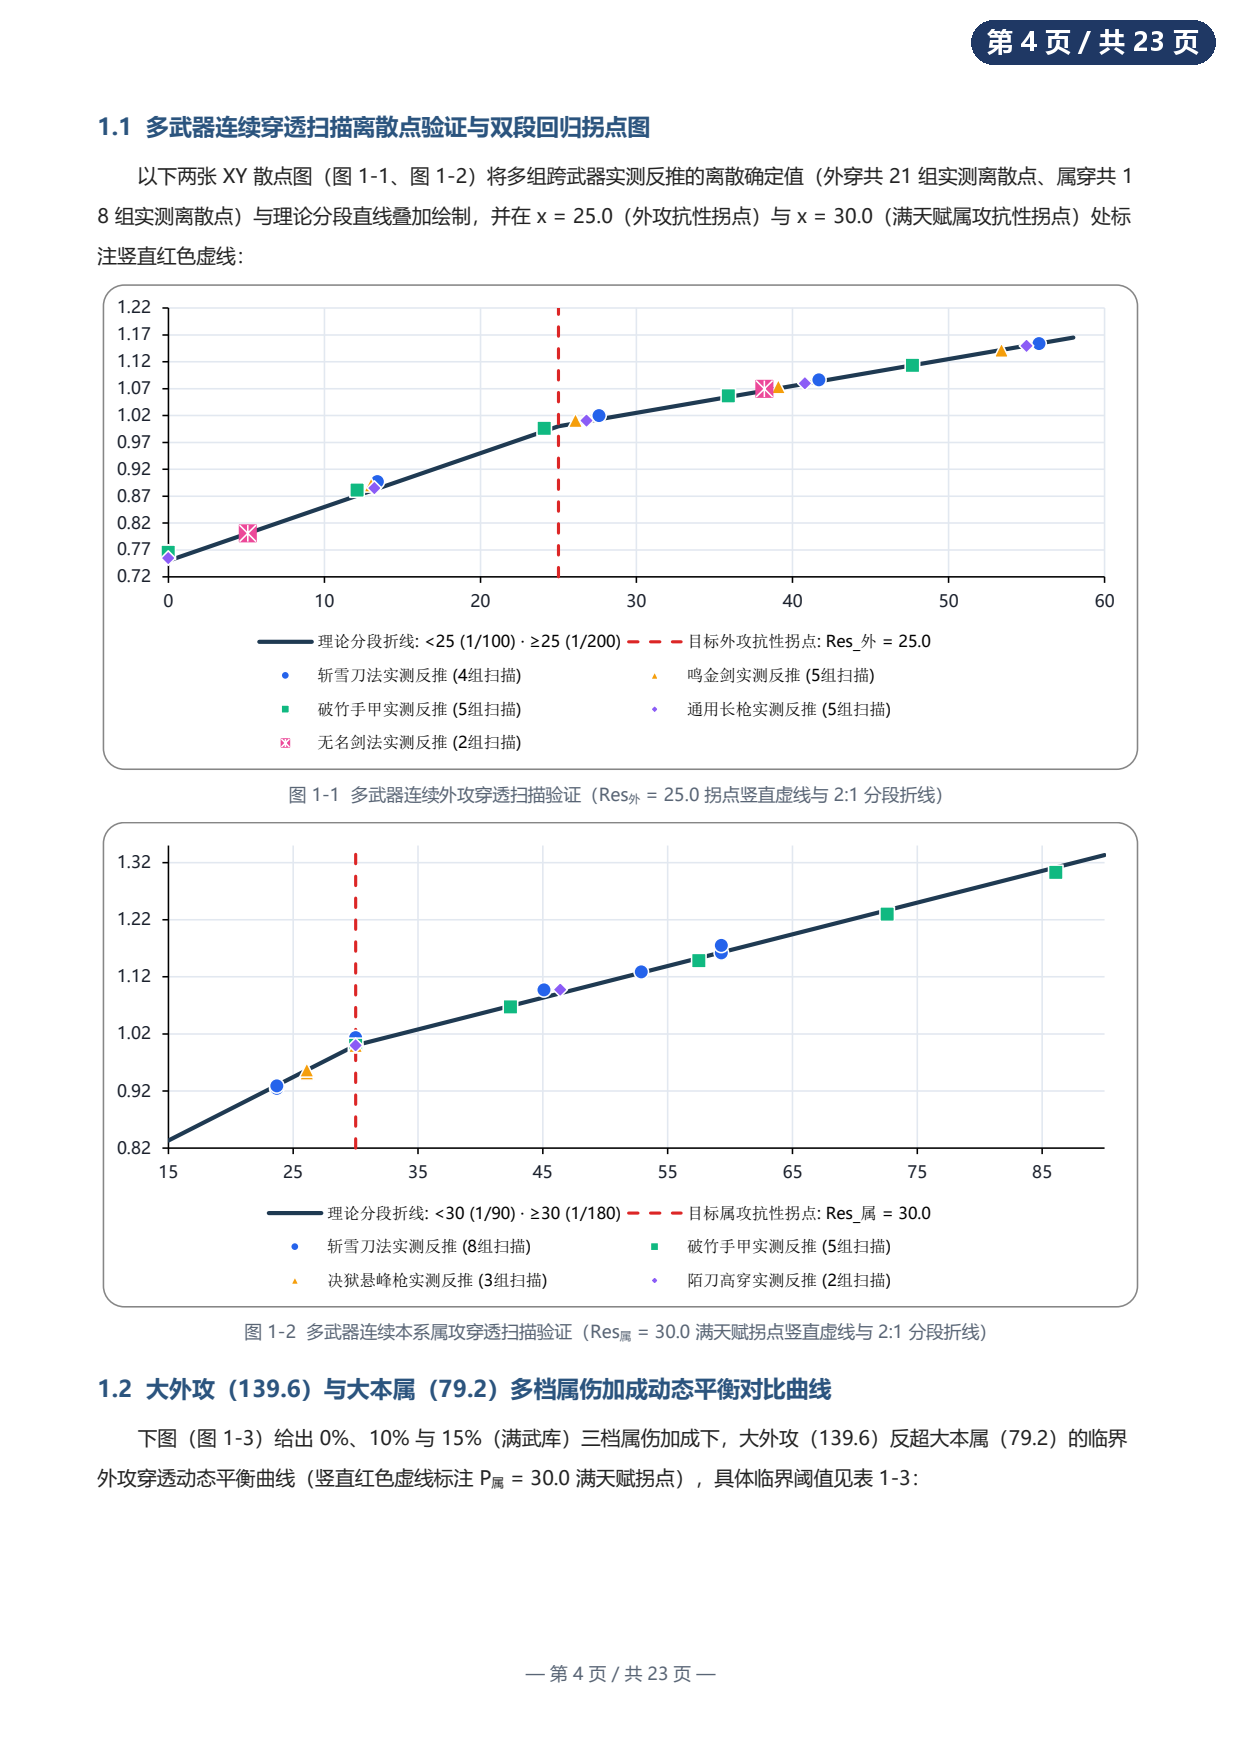 第 4 页 / 共 23 页
1.1 多武器连续穿透扫描离散点验证与双段回归拐点图
以下两张 XY 散点图（图 1-1、图 1-2）将多组跨武器实测反推的离散确定值（外穿共 21 组实测离散点、属穿共 1
8 组实测离散点）与理论分段直线叠加绘制，并在 x = 25.0（外攻抗性拐点）与 x = 30.0（满天赋属攻抗性拐点）处标
注竖直红色虚线：
1.22
1.17
1.12
1.07
1.02
0.97
0.92
0.87
0.82
0.77
0.72
0 10 20 30 40 50 60
理论分段折线: <25 (1/100) · ≥25 (1/200) 目标外攻抗性拐点: Res_外 = 25.0
斩雪刀法实测反推 (4组扫描) 鸣金剑实测反推 (5组扫描)
破竹手甲实测反推 (5组扫描) 通用长枪实测反推 (5组扫描)
无名剑法实测反推 (2组扫描)
图 1-1 多武器连续外攻穿透扫描验证（Res外 = 25.0 拐点竖直虚线与 2:1 分段折线）
1.32
1.22
1.12
1.02
0.92
0.82
15 25 35 45 55 65 75 85
理论分段折线: <30 (1/90) · ≥30 (1/180) 目标属攻抗性拐点: Res_属 = 30.0
斩雪刀法实测反推 (8组扫描) 破竹手甲实测反推 (5组扫描)
决狱悬峰枪实测反推 (3组扫描) 陌刀高穿实测反推 (2组扫描)
图 1-2 多武器连续本系属攻穿透扫描验证（Res属 = 30.0 满天赋拐点竖直虚线与 2:1 分段折线）
1.2 大外攻（139.6）与大本属（79.2）多档属伤加成动态平衡对比曲线
下图（图 1-3）给出 0%、10% 与 15%（满武库）三档属伤加成下，大外攻（139.6）反超大本属（79.2）的临界
外攻穿透动态平衡曲线（竖直红色虚线标注 P属 = 30.0 满天赋拐点），具体临界阈值见表 1-3：
— 第 4 页 / 共 23 页 —